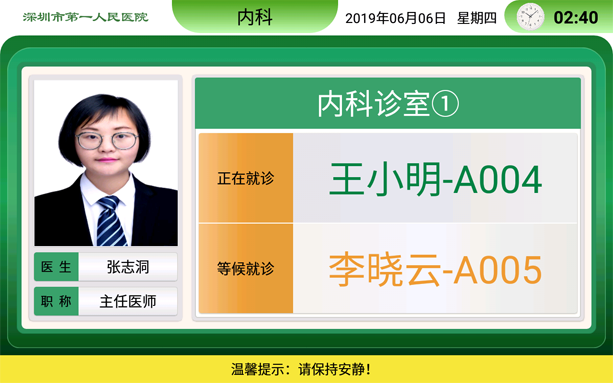 深圳市第一人民医院
内科
2019年06月06日 星期四
02:40
内科诊室①
正在就诊
王小明-A004
等候就诊
李晓云-A005
医生
张志洞
职称
主任医师
温馨提示：请保持安静！